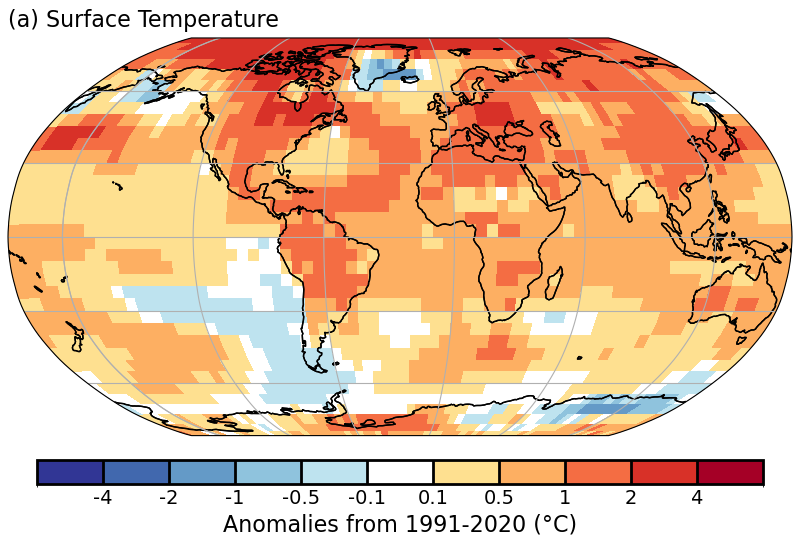 (a) Surface Temperature
-4 -2 -1 -0.5 -0.1 0.1 0.5 1 2 4
Anomalies from 1991-2020 (°C)